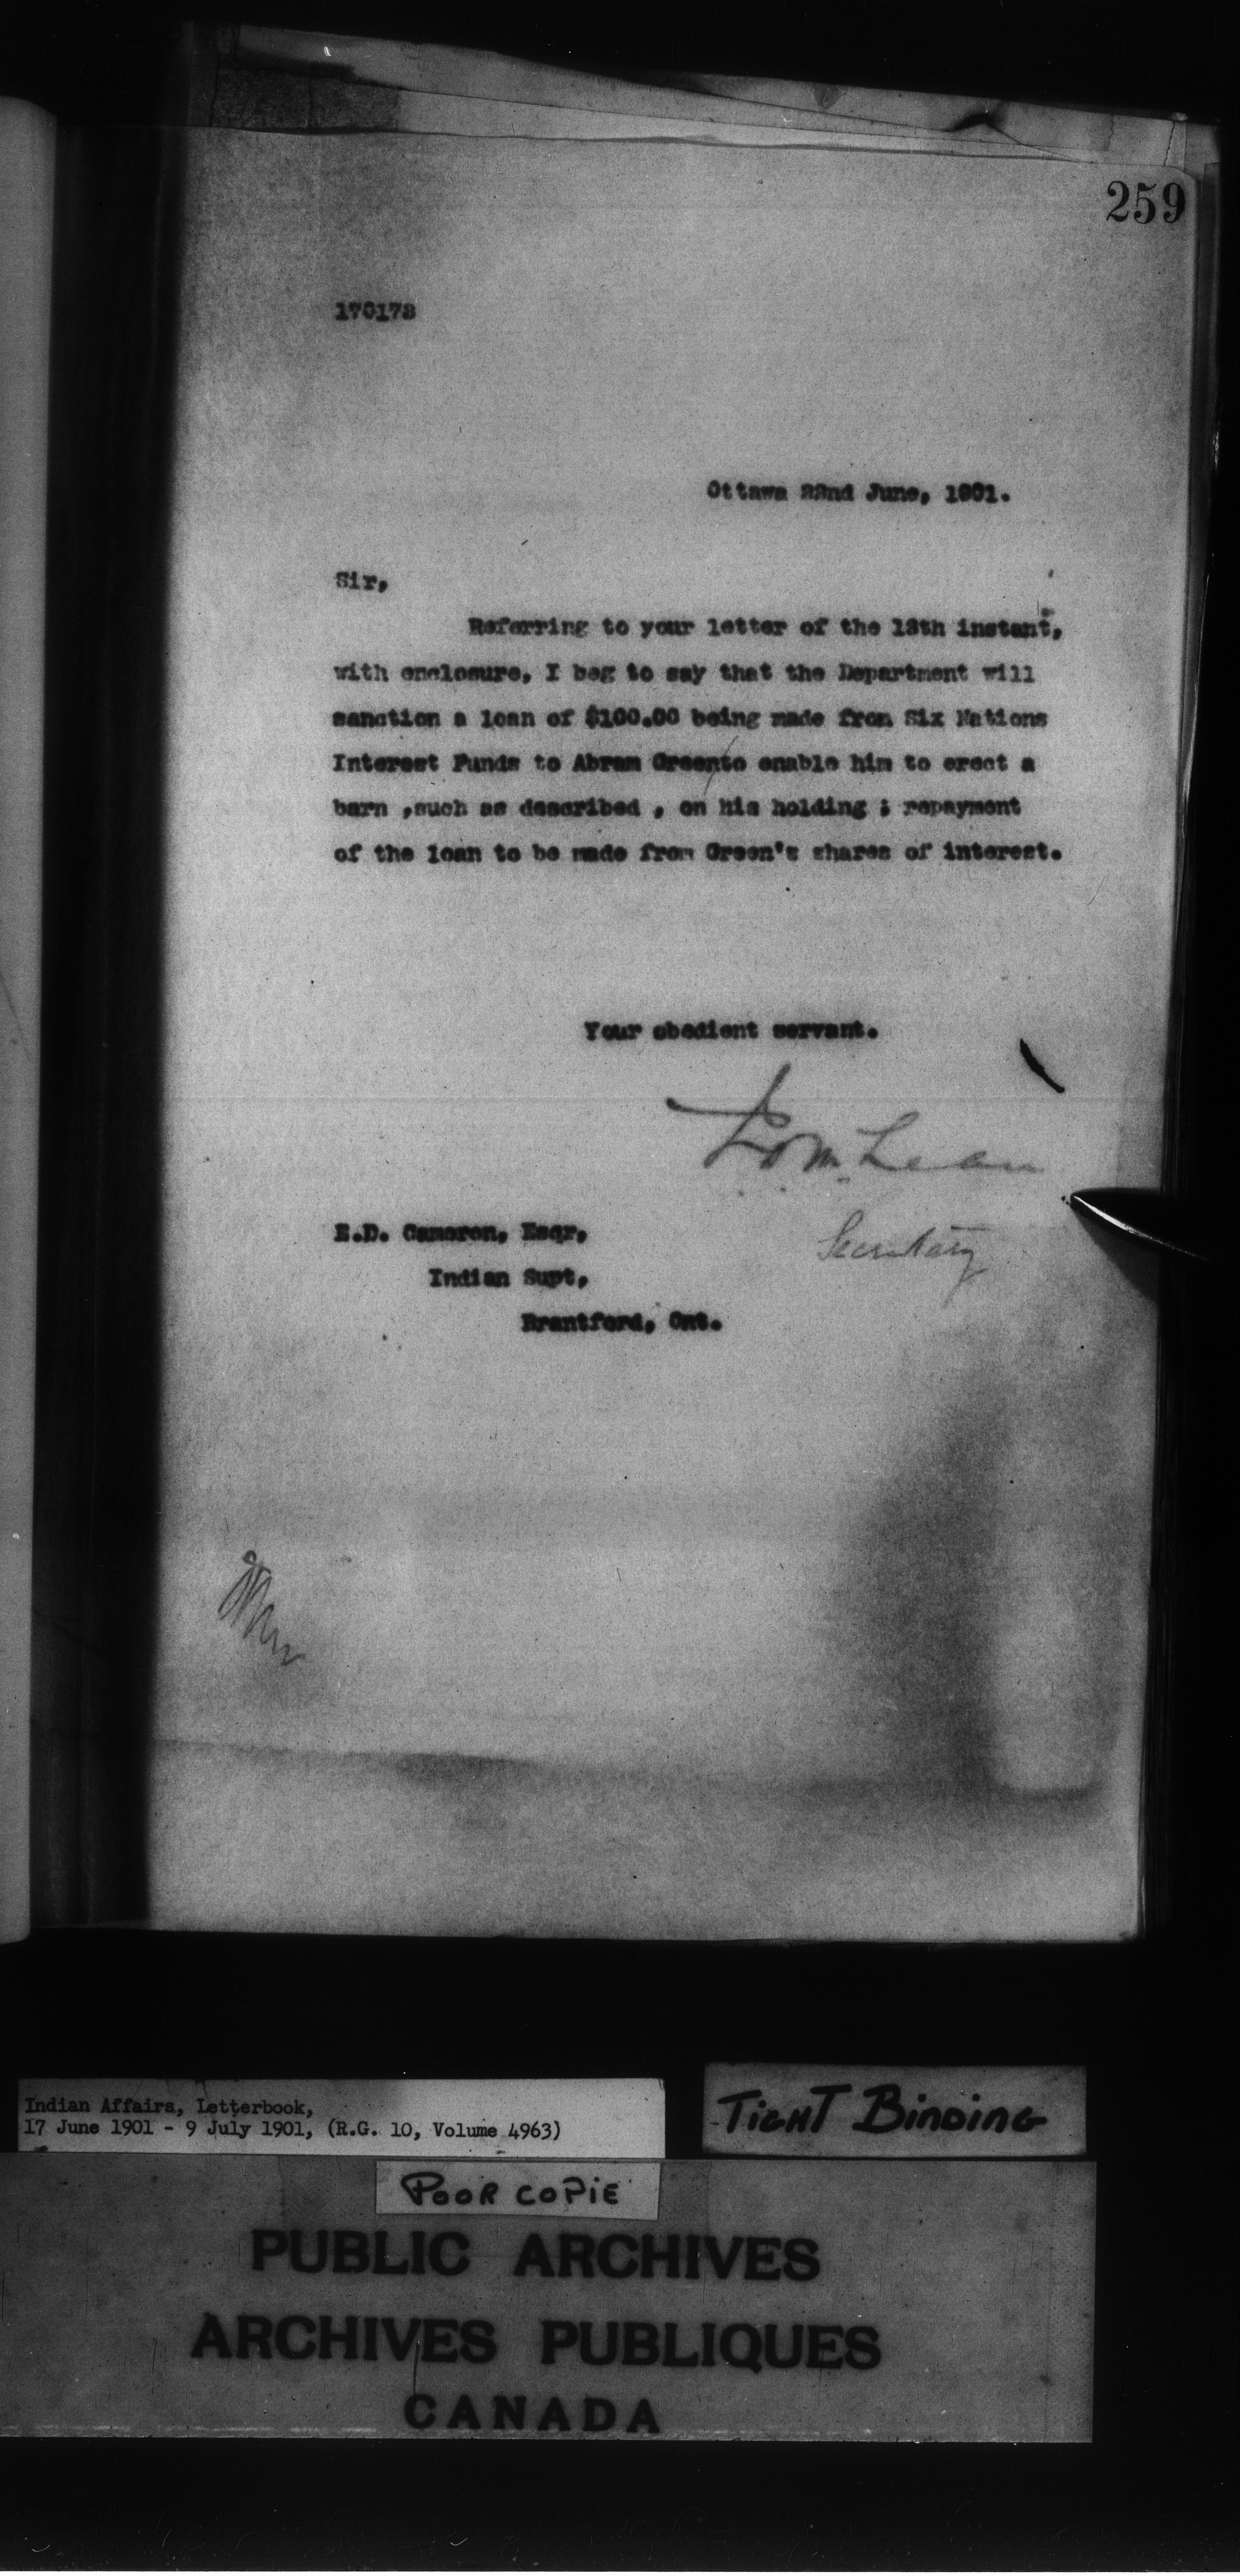 259
170173
Ottawa 22nd June, 1901.
Sir,
Referring to your letter of the 18th instant,
with enclosure, I beg to say that the Department will
sanction a loan of $100.00 being made from Six Nations
Interest Funds to Abram Green/to enable him to erect a
barn ,such as described , on his holding ; repayment
of the loan to be made from Green's shares of interest.
Your obedient servant.
Secretary
E.D. Cameron, Esqr,
Indian Supt,
Brantford, Ont.
Indian Affairs, Letterbook,
17 June 1901 - 9 July 1901, (R.G. 10, Volume 4963)
TIGHT BINDING
POOR COPIE
PUBLIC ARCHIVES
ARCHIVES PUBLIQUES
CANADA